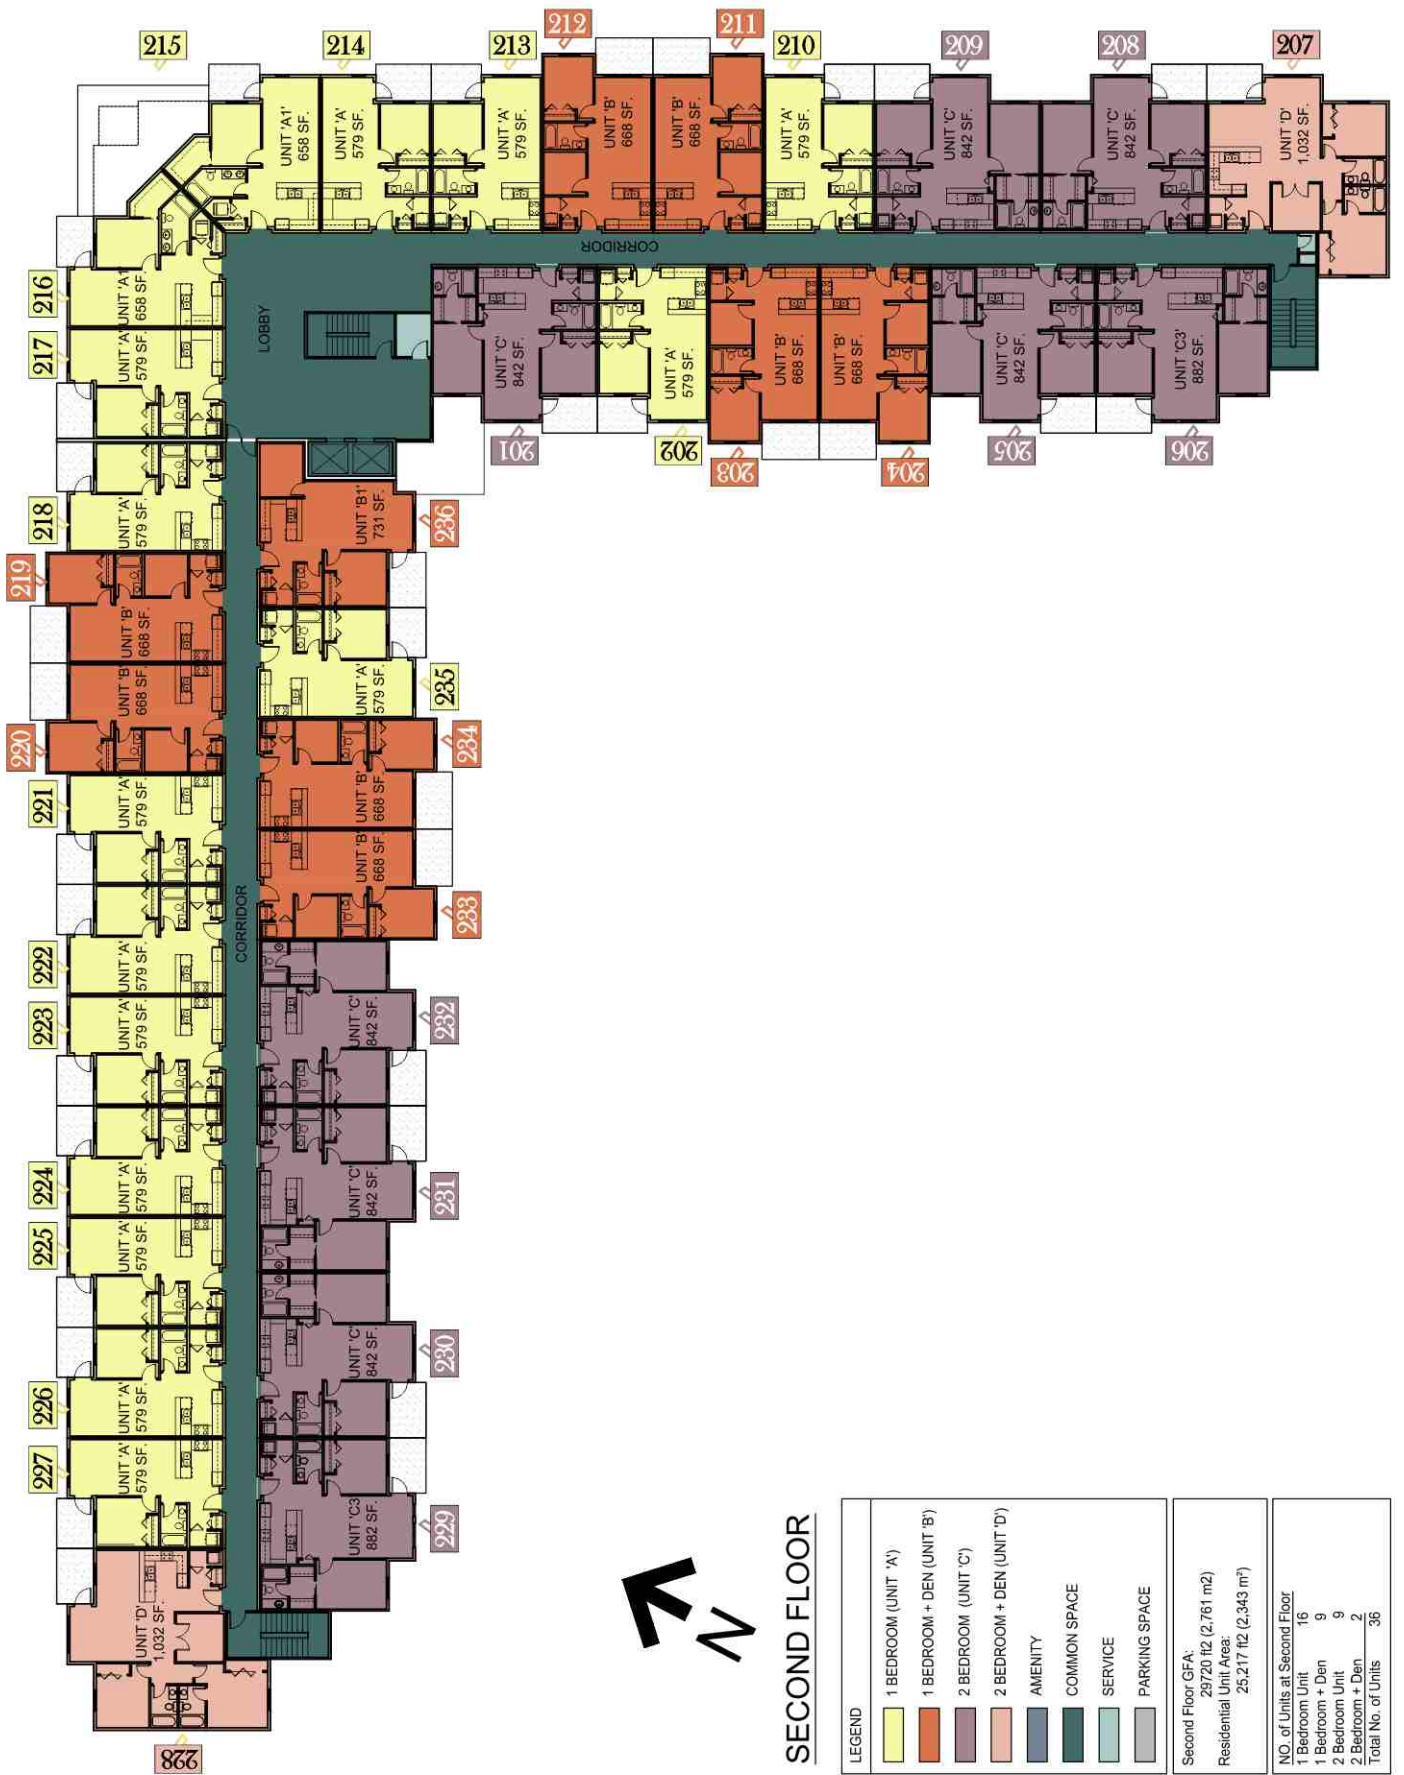 215
214
213
212
211
210
209
208
207
UNIT 'A1'
658 SF.
UNIT 'A'
579 SF.
UNIT 'A'
579 SF.
UNIT 'B'
668 SF.
UNIT 'B'
668 SF.
UNIT 'A'
579 SF.
UNIT 'C'
842 SF.
UNIT 'C'
842 SF.
UNIT 'D'
1,032 SF.
CORRIDOR
LOBBY
UNIT 'C'
842 SF.
UNIT 'A'
579 SF.
UNIT 'B'
668 SF.
UNIT 'B'
668 SF.
UNIT 'C'
842 SF.
UNIT 'C3'
882 SF.
201
202
203
204
205
206
216
UNIT 'A1'
658 SF.
217
UNIT 'A'
579 SF.
218
UNIT 'A'
579 SF.
219
UNIT 'B'
668 SF.
220
UNIT 'B'
668 SF.
221
UNIT 'A'
579 SF.
222
UNIT 'A'
579 SF.
223
UNIT 'A'
579 SF.
224
UNIT 'A'
579 SF.
225
UNIT 'A'
579 SF.
226
UNIT 'A'
579 SF.
227
UNIT 'A'
579 SF.
228
UNIT 'D'
1,032 SF.
CORRIDOR
UNIT 'B1'
731 SF.
236
UNIT 'A'
579 SF.
235
UNIT 'B'
668 SF.
234
UNIT 'B'
668 SF.
233
UNIT 'C'
842 SF.
232
UNIT 'C'
842 SF.
231
UNIT 'C'
842 SF.
230
UNIT 'C3'
882 SF.
229
N
SECOND FLOOR
LEGEND
1 BEDROOM (UNIT 'A')
1 BEDROOM + DEN (UNIT 'B')
2 BEDROOM (UNIT 'C')
2 BEDROOM + DEN (UNIT 'D')
AMENITY
COMMON SPACE
SERVICE
PARKING SPACE
Second Floor GFA:
29720 ft2 (2,761 m2)
Residential Unit Area:
25,217 ft2 (2,343 m²)
NO. of Units at Second Floor
1 Bedroom Unit 16
1 Bedroom + Den 9
2 Bedroom Unit 9
2 Bedroom + Den 2
Total No. of Units 36